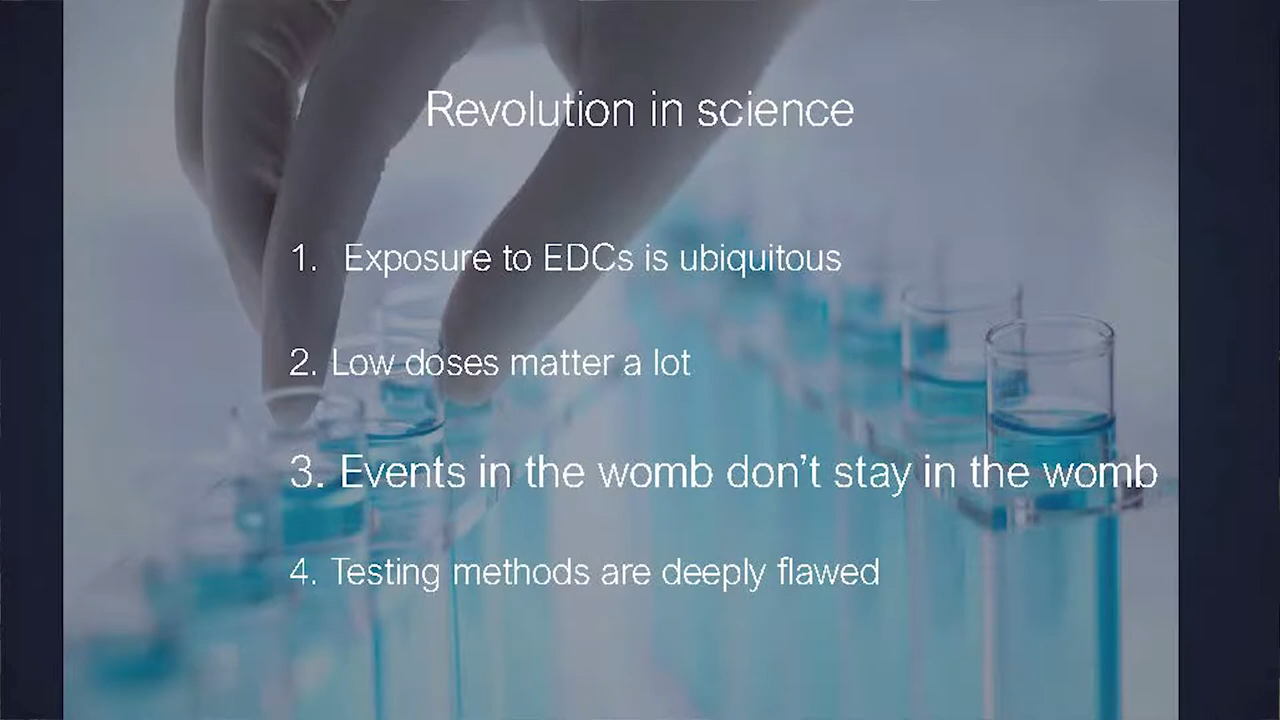 Revolution in science
1. Exposure to EDCs is ubiquitous
2. Low doses matter a lot
3. Events in the womb don’t stay in the womb
4. Testing methods are deeply flawed